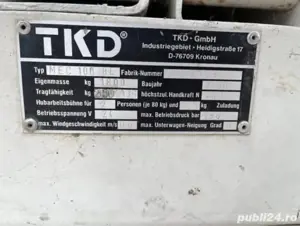 TKD®
TKD · GmbH
Industriegebiet · Heidigstraße 17
D-76709 Kronau
Typ Fabrik-Nummer
Eigenmasse kg Baujahr
Tragfähigkeit kg höchstzul. Handkraft N
Hubarbeitsbühne für 2 Personen (je 80 kg) und kg Zuladung
Betriebsspannung V max. Betriebsdruck bar
max. Windgeschwindigkeit m/s max. Unterwagen-Neigung Grad
publi24.ro